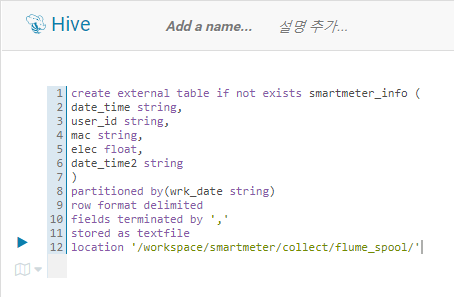 Hive
Add a name...
설명 추가...
1 create external table if not exists smartmeter_info (
2 date_time string,
3 user_id string,
4 mac string,
5 elec float,
6 date_time2 string
7 )
8 partitioned by(wrk_date string)
9 row format delimited
10 fields terminated by ','
11 stored as textfile
12 location '/workspace/smartmeter/collect/flume_spool/'